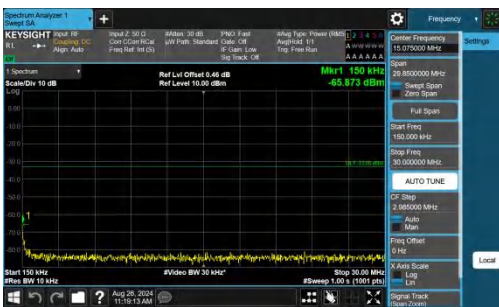 Spectrum Analyzer 1
Swept SA
Frequency
KEYSIGHT
Input: RF
Coupling: DC
Align: Auto
Input Z: 50 Ω
Corr CCorr RCal
Freq Ref: Int (S)
#Atten: 30 dB
µW Path: Standard
PNO: Fast
Gate: Off
IF Gain: Low
Sig Track: Off
#Avg Type: Power (RMS)
Avg|Hold: 1/1
Trig: Free Run
A W W W W W
A A A A A A
1 Spectrum
Scale/Div 10 dB
Log
Ref Lvl Offset 0.46 dB
Ref Level 10.00 dBm
Mkr1 150 kHz
-65.873 dBm
0.00
1
Start 150 kHz
#Res BW 10 kHz
#Video BW 30 kHz*
Stop 30.00 MHz
#Sweep 1.00 s (1001 pts)
Aug 28, 2024
11:19:13 AM
Center Frequency
15.075000 MHz
Settings
Span
29.8500000 MHz
Swept Span
Zero Span
Full Span
Start Freq
150.000 kHz
Stop Freq
30.000000 MHz
AUTO TUNE
CF Step
2.985000 MHz
Auto
Man
Freq Offset
0 Hz
X Axis Scale
Log
Lin
Local
Signal Track
(Span Zoom)